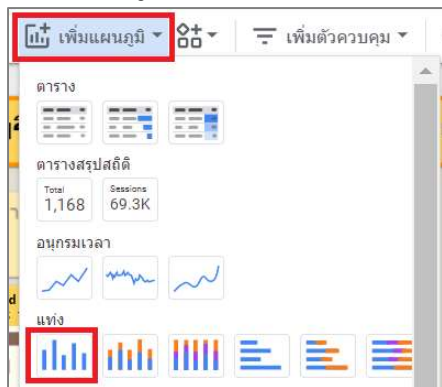 เพิ่มแผนภูมิ เพิ่มตัวควบคุม
ตาราง
ตารางสรุปสถิติ
Total Sessions
1,168 69.3K
อนุกรมเวลา
แท่ง